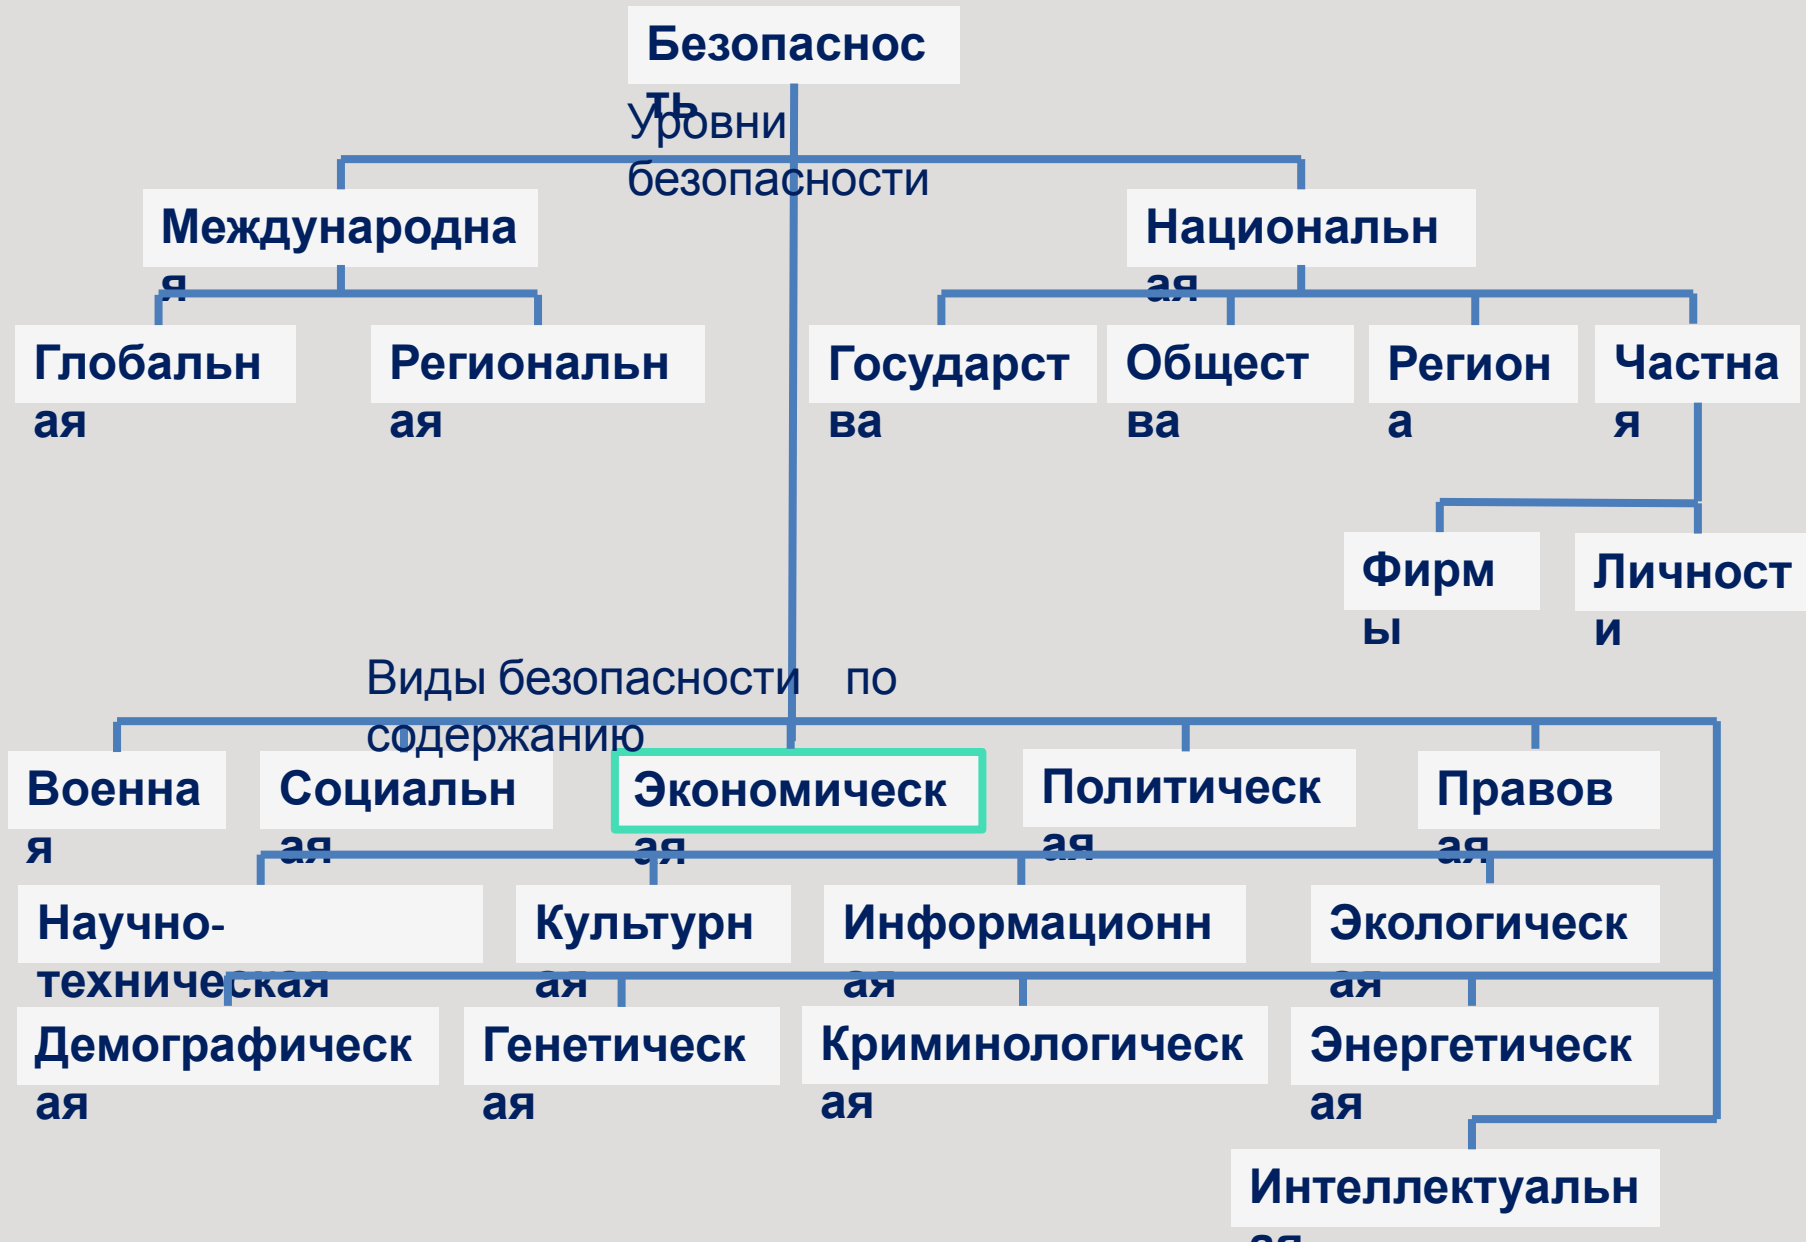 Безопаснос
ть
Уровни
безопасности
Международна
я
Национальн
ая
Глобальн
ая
Региональн
ая
Государст
ва
Общест
ва
Регион
а
Частна
я
Фирм
ы
Личност
и
Виды безопасности по
содержанию
Военна
я
Социальн
ая
Экономическ
ая
Политическ
ая
Правов
ая
Научно-
техническая
Культурн
ая
Информационн
ая
Экологическ
ая
Демографическ
ая
Генетическ
ая
Криминологическ
ая
Энергетическ
ая
Интеллектуальн
ая